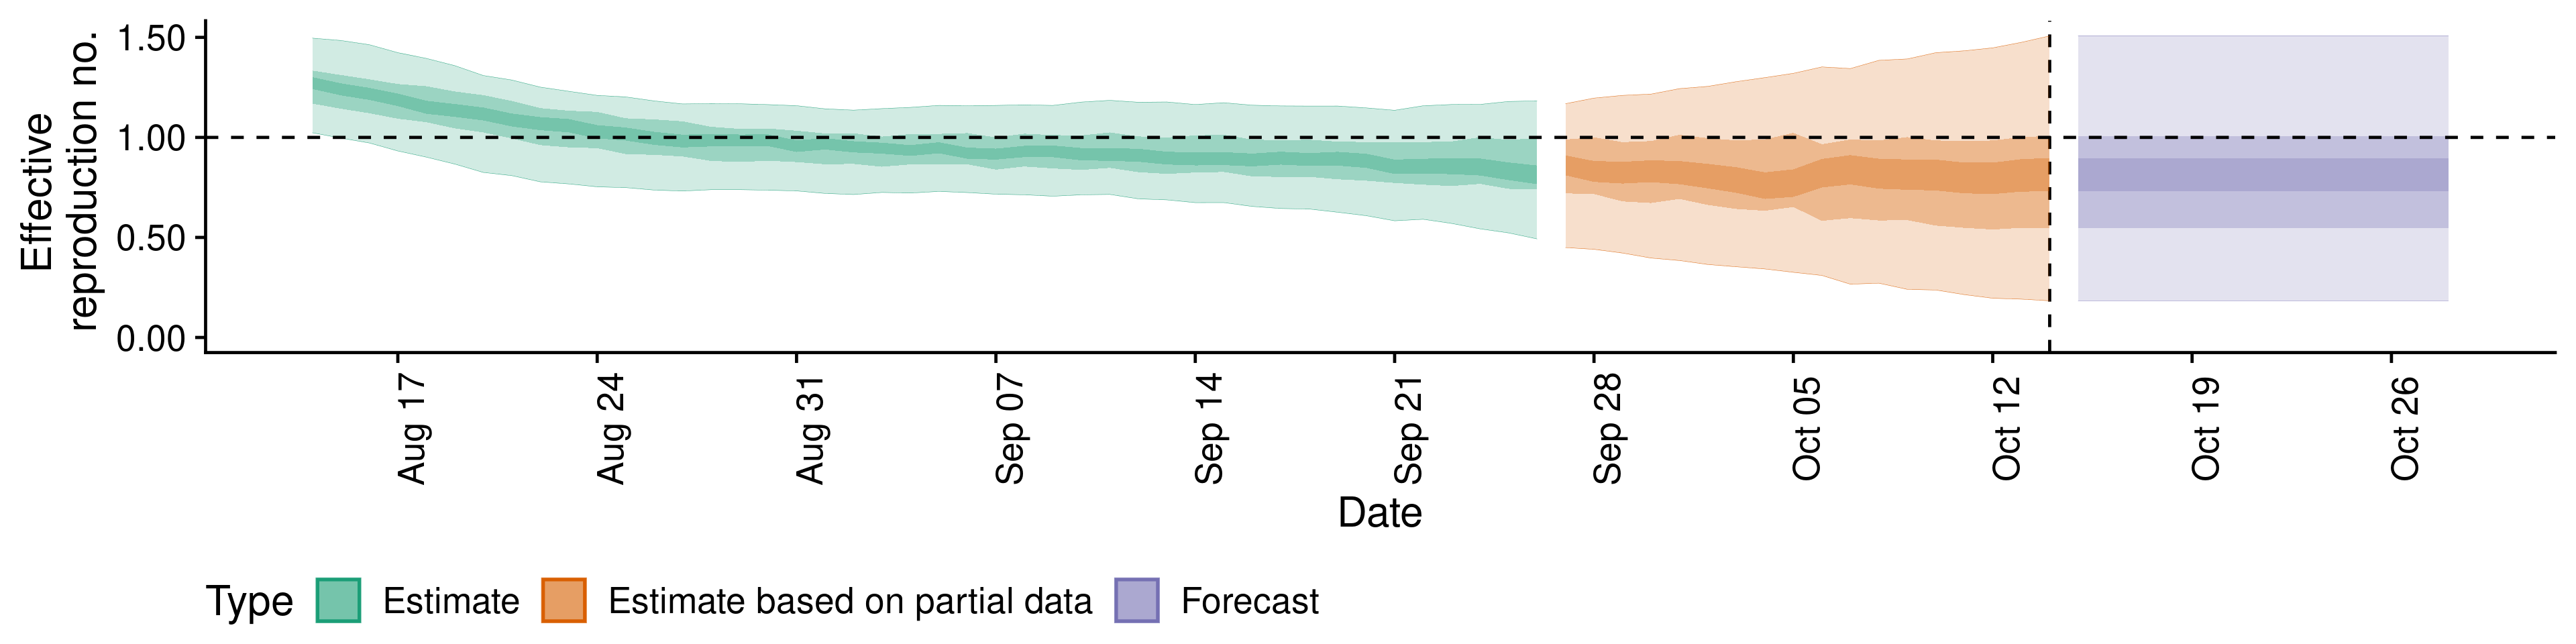 Effective
reproduction no.
1.50
1.00
0.50
0.00
Aug 17
Aug 24
Aug 31
Sep 07
Sep 14
Sep 21
Sep 28
Oct 05
Oct 12
Oct 19
Oct 26
Date
Type Estimate Estimate based on partial data Forecast